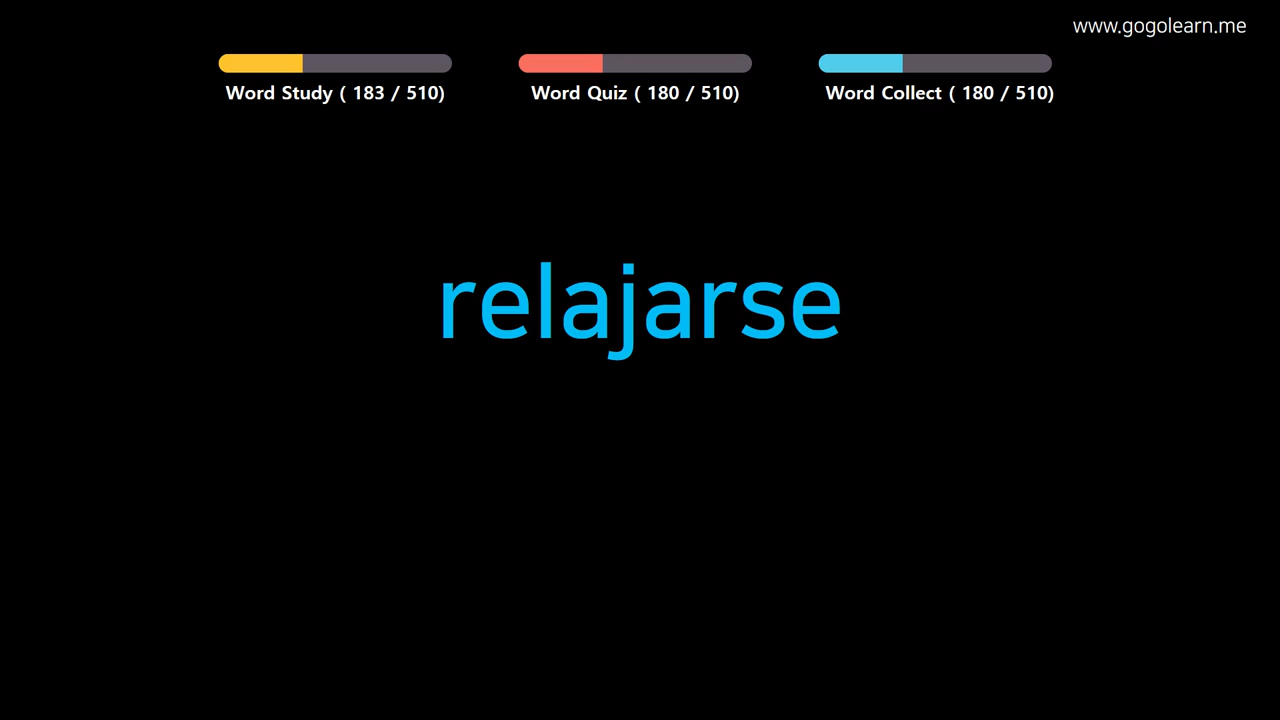 www.gogolearn.me
Word Study ( 183 / 510)
Word Quiz ( 180 / 510)
Word Collect ( 180 / 510)
relajarse